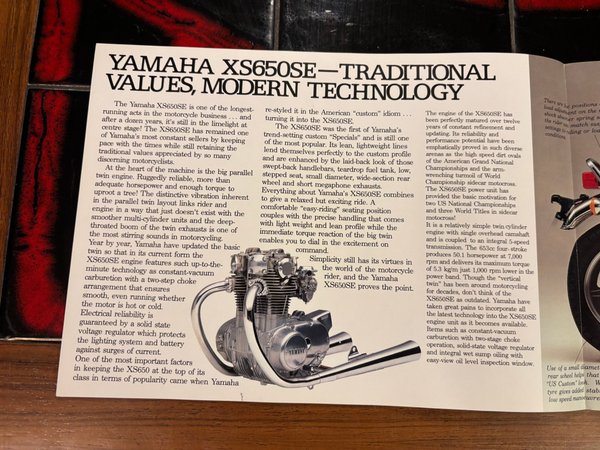 YAMAHA XS650SE—TRADITIONAL
VALUES, MODERN TECHNOLOGY
The Yamaha XS650SE is one of the longest-
running acts in the motorcycle business . . . and
after a dozen years, it's still in the limelight at
centre stage! The XS650SE has remained one
of Yamaha's most constant sellers by keeping
pace with the times while still retaining the
traditional values appreciated by so many
discerning motorcyclists.
At the heart of the machine is the big parallel
twin engine. Ruggedly reliable, more than
adequate horsepower and enough torque to
uproot a tree! The distinctive vibration inherent
in the parallel twin layout links rider and
engine in a way that just doesn't exist with the
smoother multi-cylinder units and the deep-
throated boom of the twin exhausts is one of
the most stirring sounds in motorcycling.
Year by year, Yamaha have updated the basic
twin so that in its current form the
XS650SE engine features such up-to-the-
minute technology as constant-vacuum
carburetion with a two-step choke
arrangement that ensures
smooth, even running whether
the motor is hot or cold.
Electrical reliability is
guaranteed by a solid state
voltage regulator which protects
the lighting system and battery
against surges of current.
One of the most important factors
in keeping the XS650 at the top of its
class in terms of popularity came when Yamaha
re-styled it in the American "custom" idiom . . .
turning it into the XS650SE.
The XS650SE was the first of Yamaha's
trend-setting custom "Specials" and is still one
of the most popular. Its lean, lightweight lines
lend themselves perfectly to the custom profile
and are enhanced by the laid-back look of those
swept-back handlebars, teardrop fuel tank, low,
stepped seat, small diameter, wide-section rear
wheel and short megaphone exhausts.
Everything about Yamaha's XS650SE combines
to give a relaxed but exciting ride. A
comfortable "easy-riding" seating position
couples with the precise handling that comes
with light weight and lean profile while the
immediate torque reaction of the big twin
enables you to dial in the excitement on
command.
Simplicity still has its virtues in
the world of the motorcycle
rider, and the Yamaha
XS650SE proves the point.
YAMAHA
The engine of the XS650SE has
been perfectly matured over twelve
years of constant refinement and
updating. Its reliability and
performance potential have been
emphatically proved in such diverse
arenas as the high speed dirt ovals
of the American Grand National
Championships and the arm-
wrenching turmoil of World
Championship sidecar motocross.
The XS650SE power unit has
provided the basic motivation for
two US National Championships
and three World Titles in sidecar
motocross!
It is a relatively simple twin-cylinder
engine with single overhead camshaft
and is coupled to an integral 5-speed
transmission. The 653cc four-stroke
produces 50.1 horsepower at 7,000
rpm and delivers its maximum torque
of 5.3 kg/m just 1,000 rpm lower in the
power band. Though the "vertical
twin" has been around motorcycling
for decades, don't think of the
XS650SE as outdated. Yamaha have
taken great pains to incorporate all
the latest technology into the XS650SE
engine unit as it becomes available.
Items such as constant-vacuum
carburetion with two-stage choke
operation, solid-state voltage regulator
and integral wet sump oiling with
easy-view oil level inspection window.
Use of a small
rear wheel helps that
"US Custom"
tyre gives added
low speed